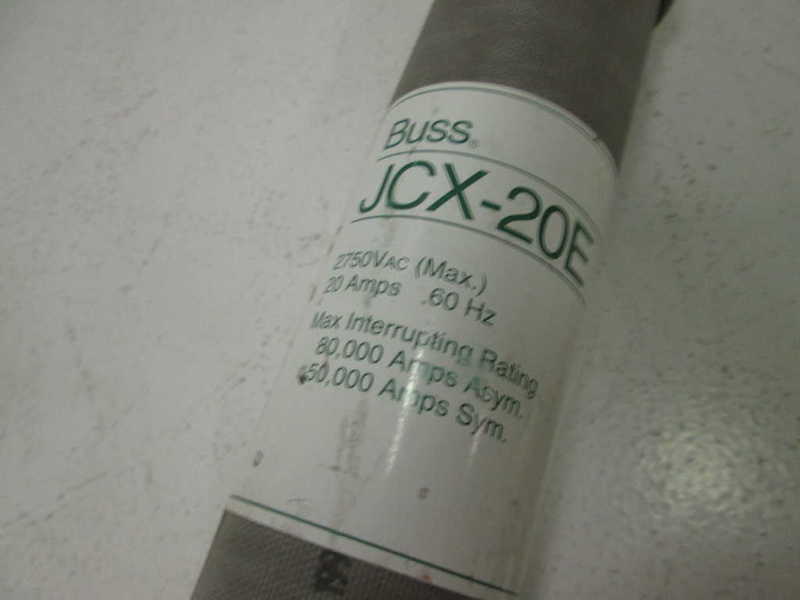 Buss®
JCX-20E
2750VAC (Max.)
20 Amps 60 Hz
Max Interrupting Rating
80,000 Amps Asym.
50,000 Amps Sym.